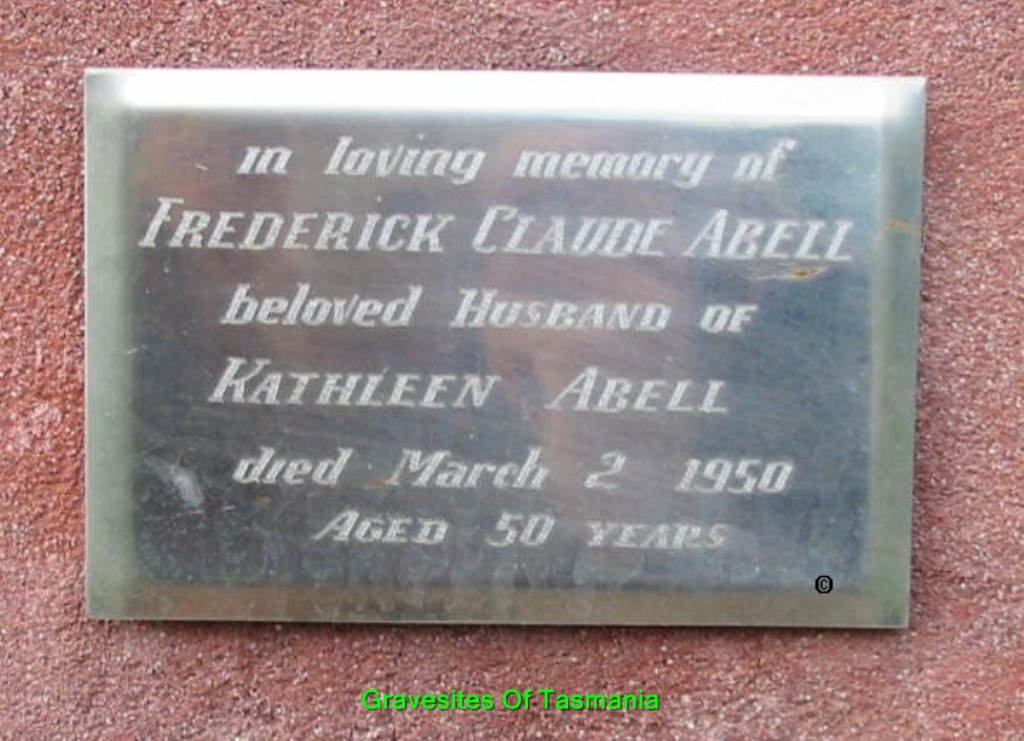 in loving memory of
FREDERICK CLAUDE ABELL
beloved HUSBAND OF
KATHLEEN ABELL
died March 2 1950
AGED 50 YEARS
©
Gravesites Of Tasmania